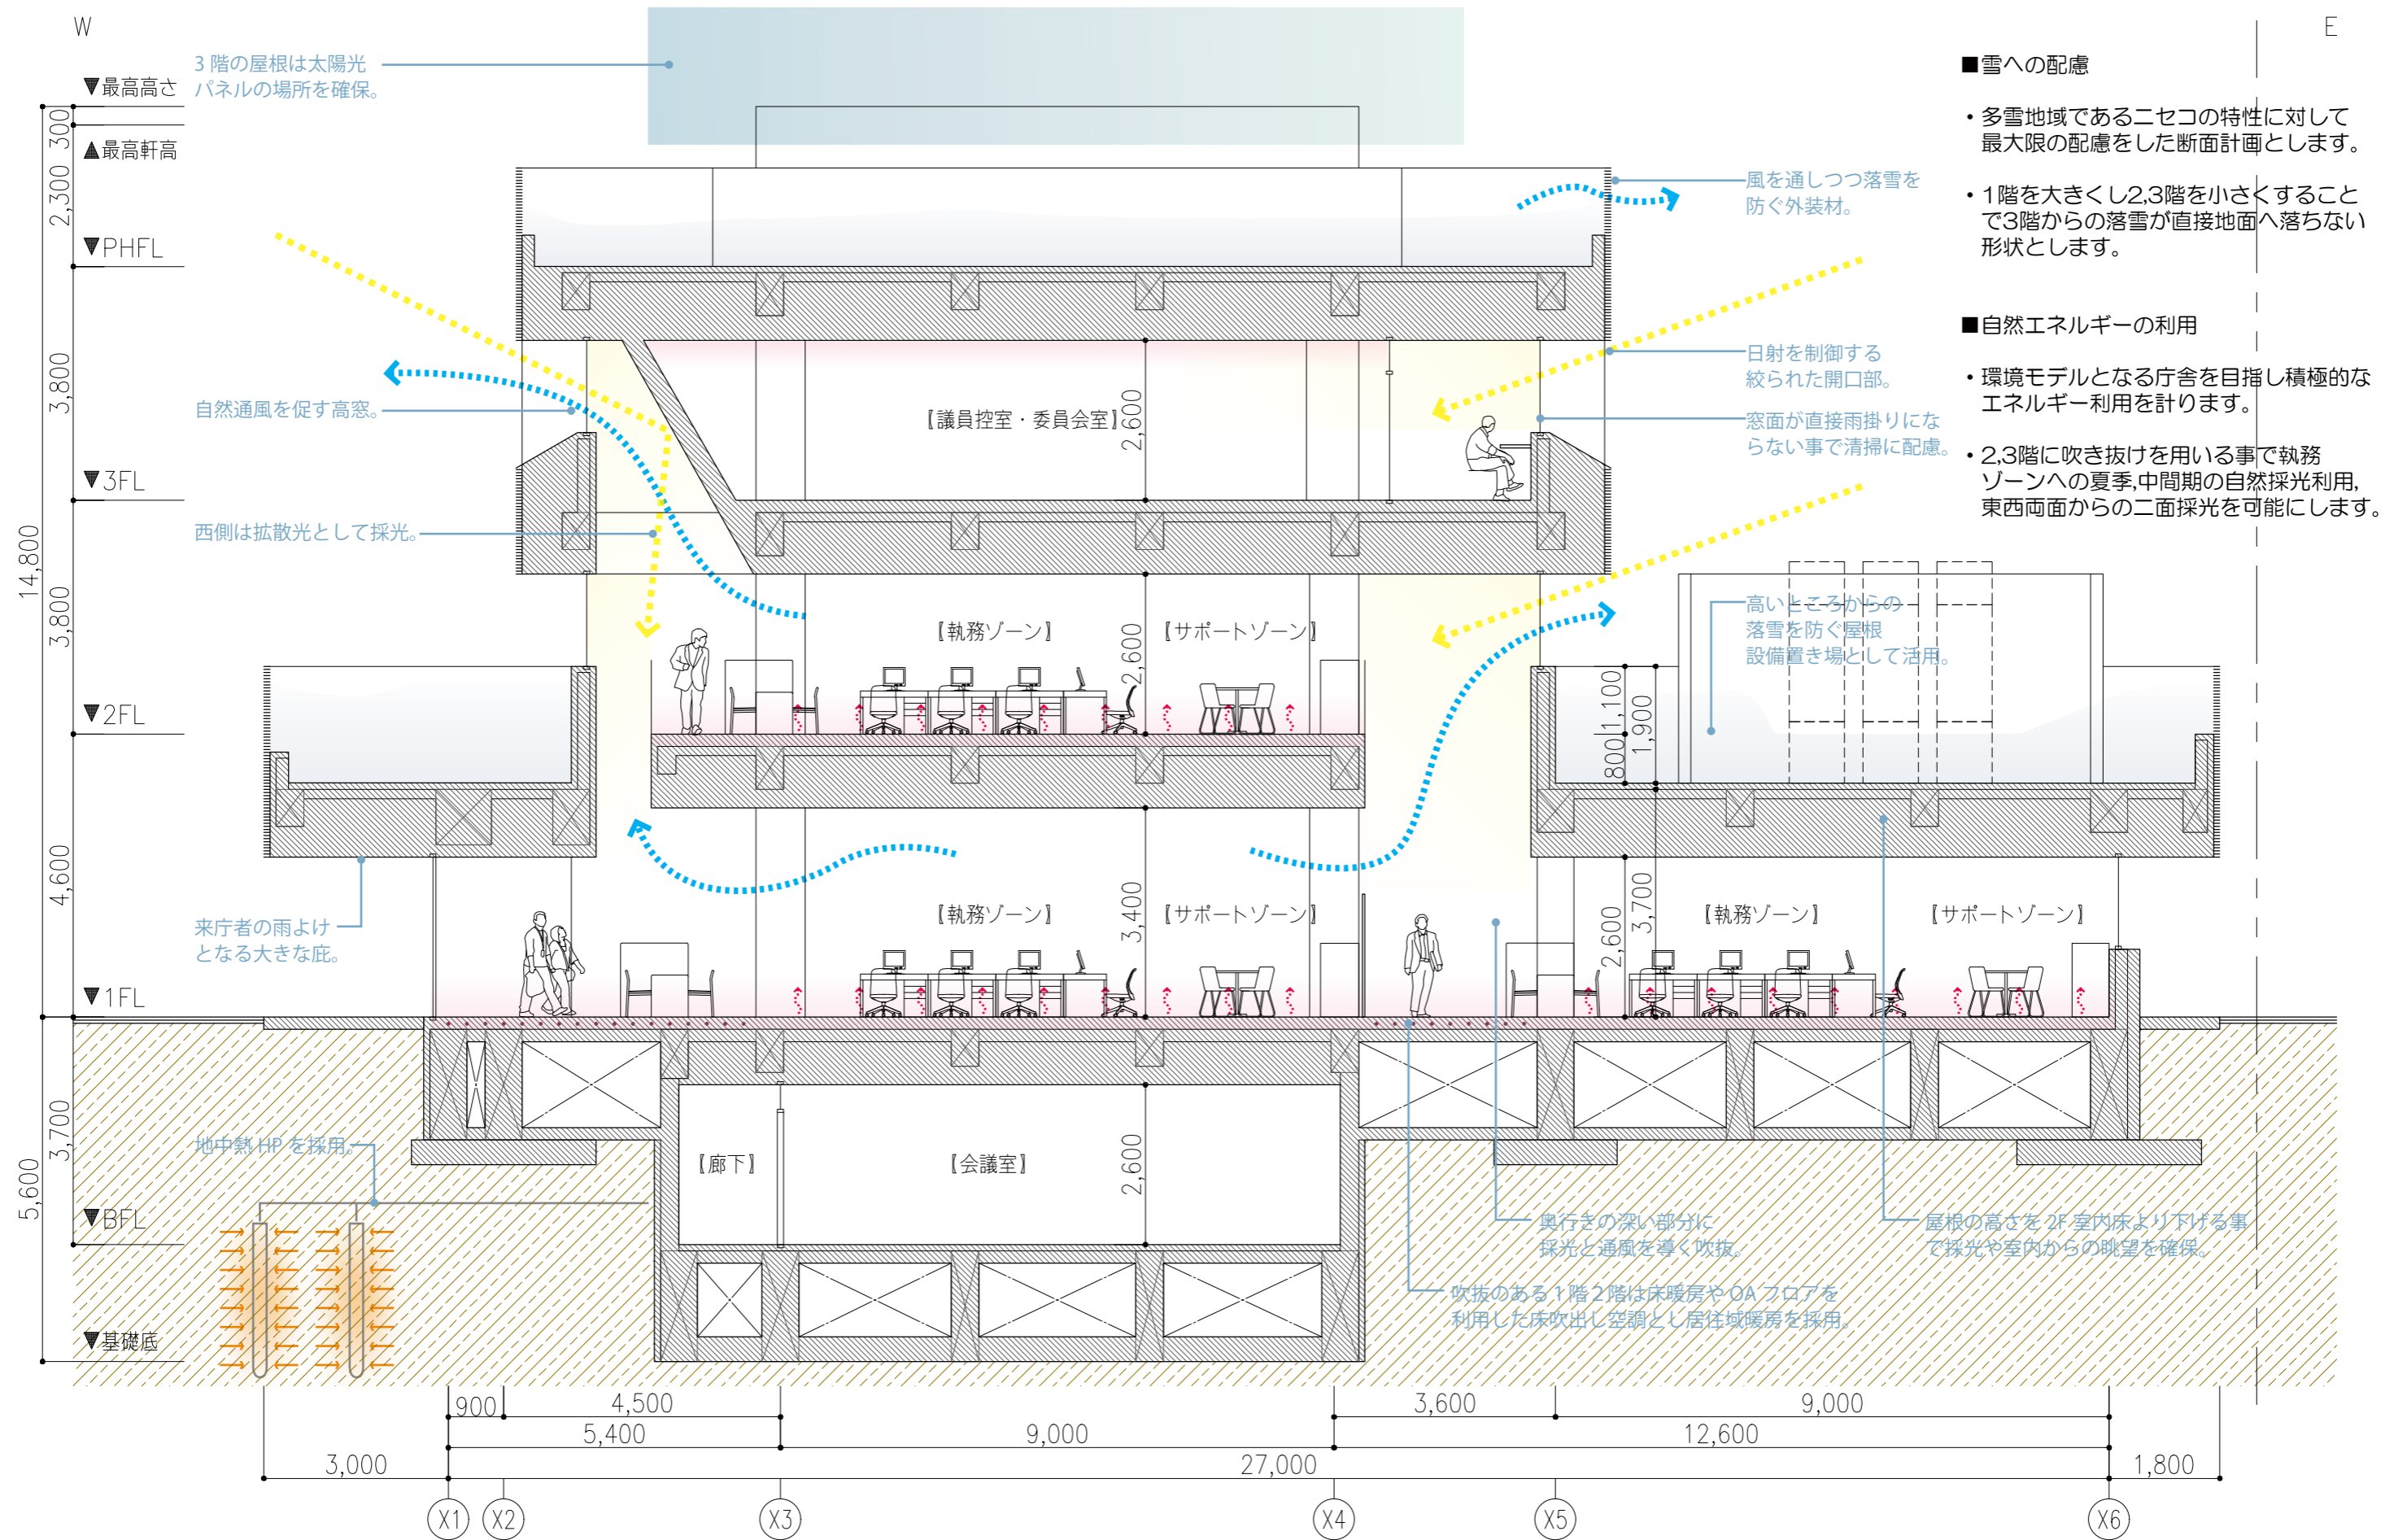 W
E
3 階の屋根は太陽光
パネルの場所を確保。
▼最高高さ
300
▲最高軒高
2,300
▼PHFL
3,800
▼3FL
14,800
3,800
▼2FL
4,600
▼1FL
3,700
5,600
▼BFL
▼基礎底
自然通風を促す高窓。
西側は拡散光として採光。
来庁者の雨よけ
となる大きな庇。
地中熱 HP を採用。
風を通しつつ落雪を
防ぐ外装材。
日射を制御する
絞られた開口部。
窓面が直接雨掛りにな
らない事で清掃に配慮。
高いところからの
落雪を防ぐ屋根
設備置き場として活用。
■雪への配慮
・多雪地域であるニセコの特性に対して
最大限の配慮をした断面計画とします。
・1階を大きくし2,3階を小さくすること
で3階からの落雪が直接地面へ落ちない
形状とします。
■自然エネルギーの利用
・環境モデルとなる庁舎を目指し積極的な
エネルギー利用を計ります。
・2,3階に吹き抜けを用いる事で執務
ゾーンへの夏季,中間期の自然採光利用,
東西両面からの二面採光を可能にします。
【議員控室・委員会室】
2,600
【執務ゾーン】
2,600
【サポートゾーン】
800
1,100
1,900
【執務ゾーン】
3,400
【サポートゾーン】
2,600
3,700
【執務ゾーン】
【サポートゾーン】
【廊下】
【会議室】
2,600
奥行きの深い部分に
採光と通風を導く吹抜。
屋根の高さを 2F 室内床より下げる事
で採光や室内からの眺望を確保。
吹抜のある 1 階 2 階は床暖房や OA フロアを
利用した床吹出し空調とし居住域暖房を採用。
900
4,500
3,600
9,000
5,400
9,000
12,600
3,000
27,000
1,800
X1
X2
X3
X4
X5
X6